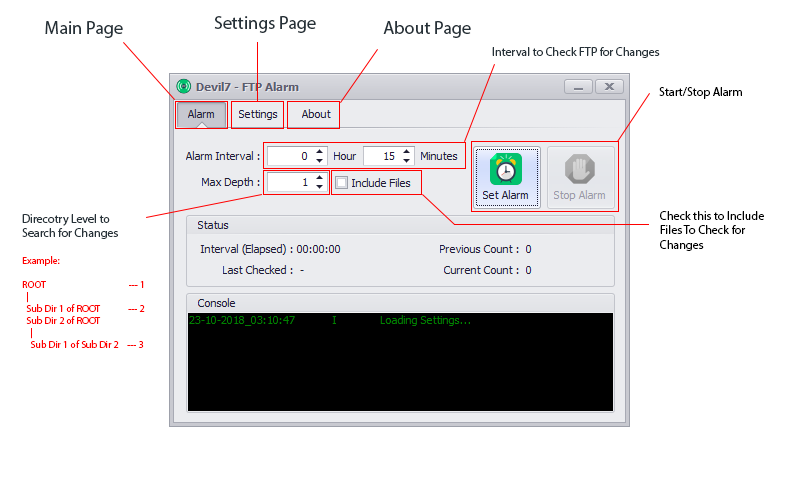 Main Page
Settings Page
About Page
Interval to Check FTP for Changes
Devil7 - FTP Alarm
Start/Stop Alarm
Alarm
Settings
About
Alarm Interval :
0
Hour
15
Minutes
Max Depth :
1
Include Files
Set Alarm
Stop Alarm
Direcotry Level to
Search for Changes
Check this to Include
Files To Check for
Changes
Status
Interval (Elapsed) : 00:00:00
Previous Count : 0
Last Checked : -
Current Count : 0
Example:
ROOT --- 1
|
Sub Dir 1 of ROOT --- 2
Sub Dir 2 of ROOT
|
Sub Dir 1 of Sub Dir 2 --- 3
Console
23-10-2018_03:10:47 I Loading Settings...